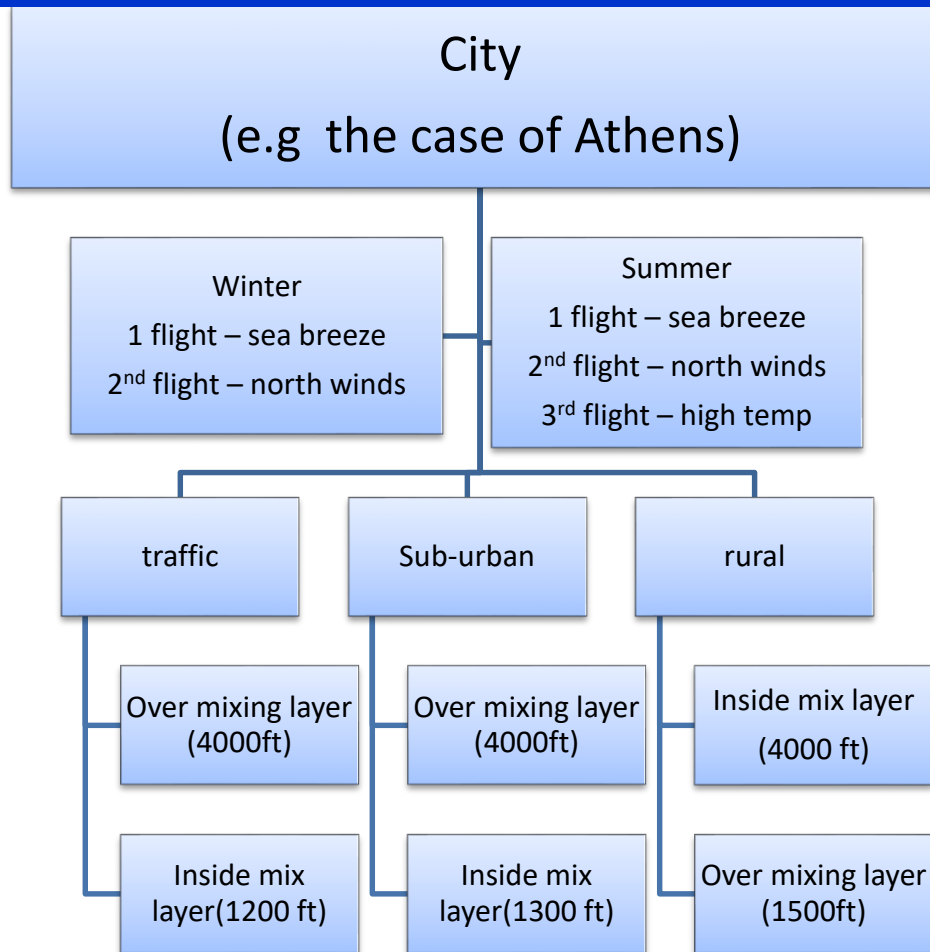 City
(e.g the case of Athens)
Winter
1 flight – sea breeze
2nd flight – north winds
Summer
1 flight – sea breeze
2nd flight – north winds
3rd flight – high temp
traffic
Sub-urban
rural
Over mixing layer
(4000ft)
Over mixing layer
(4000ft)
Inside mix layer
(4000 ft)
Inside mix
layer(1200 ft)
Inside mix
layer(1300 ft)
Over mixing layer
(1500ft)